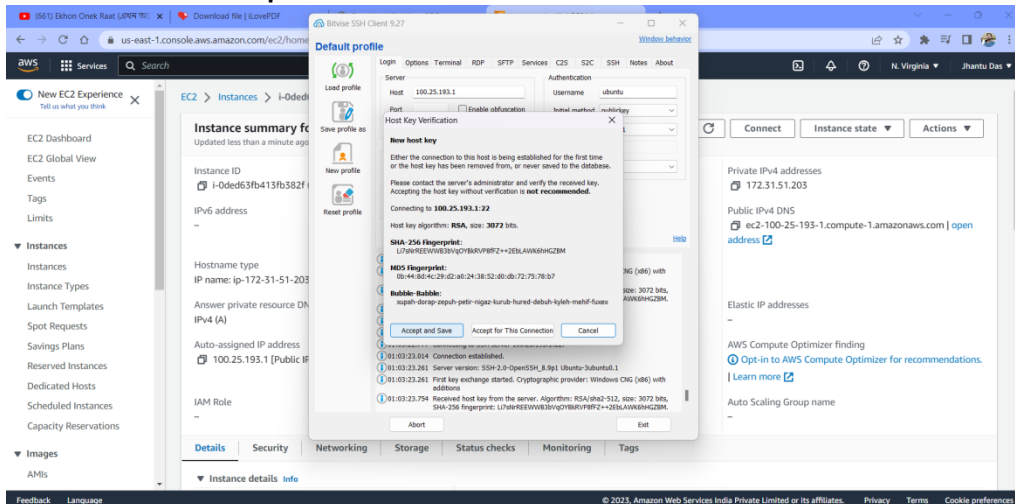 (661) Ekhon Onek Raat
Download file | iLovePDF
us-east-1.console.aws.amazon.com/ec2/home
aws
Services
Search
N. Virginia
Jhantu Das
New EC2 Experience
Tell us what you think
EC2 Dashboard
EC2 Global View
Events
Tags
Limits
Instances
Instances
Instance Types
Launch Templates
Spot Requests
Savings Plans
Reserved Instances
Dedicated Hosts
Scheduled Instances
Capacity Reservations
Images
AMIs
EC2 > Instances > i-0ded
Instance summary fo
Updated less than a minute ago
Connect
Instance state
Actions
Instance ID
i-0ded63fb413fb382f
IPv6 address
–
Hostname type
IP name: ip-172-31-51-203
Answer private resource DN
IPv4 (A)
Auto-assigned IP address
100.25.193.1 [Public IP
IAM Role
–
Private IPv4 addresses
172.31.51.203
Public IPv4 DNS
ec2-100-25-193-1.compute-1.amazonaws.com | open
address
Elastic IP addresses
–
AWS Compute Optimizer finding
Opt-in to AWS Compute Optimizer for recommendations.
| Learn more
Auto Scaling Group name
–
Details Security Networking Storage Status checks Monitoring Tags
Instance details Info
Bitvise SSH Client 9.27
Default profile
Window behavior
Load profile
Save profile as
New profile
Reset profile
Login Options Terminal RDP SFTP Services C2S S2C SSH Notes About
Server
Host 100.25.193.1
Port Enable obfuscation
Authentication
Username ubuntu
Initial method publickey
Help
Host Key Verification
New host key
Either the connection to this host is being established for the first time
or the host key has been removed from, or never saved to the database.
Please contact the server's administrator and verify the received key.
Accepting the host key without verification is not recommended.
Connecting to 100.25.193.1:22
Host key algorithm: RSA, size: 3072 bits.
SHA-256 Fingerprint:
Li7sNrREEWWB3bVqOYBkRVP8fFZ++2EbLAWK6hHGZBM
MD5 Fingerprint:
0b:44:8d:4c:29:d2:a0:24:38:52:d0:db:72:75:78:b7
Bubble-Babble:
xupah-dorap-zepuh-petir-nigaz-kurub-hured-debuh-kyleh-mehif-fuxex
Accept and Save
Accept for This Connection
Cancel
CNG (x86) with
size: 3072 bits,
AWK6hHGZBM.
01:03:23.014 Connection established.
01:03:23.261 Server version: SSH-2.0-OpenSSH_8.9p1 Ubuntu-3ubuntu0.1
01:03:23.261 First key exchange started. Cryptographic provider: Windows CNG (x86) with
additions
01:03:23.754 Received host key from the server. Algorithm: RSA/sha2-512, size: 3072 bits,
SHA-256 fingerprint: Li7sNrREEWWB3bVqOYBkRVP8fFZ++2EbLAWK6hHGZBM.
Abort
Exit
Feedback Language
© 2023, Amazon Web Services India Private Limited or its affiliates. Privacy Terms Cookie preferences